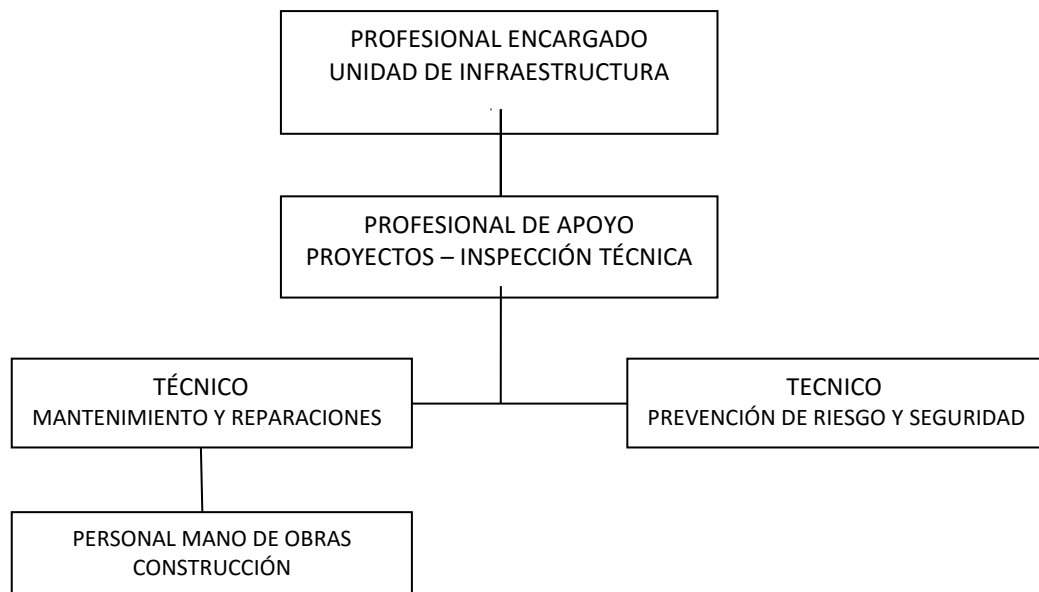 PROFESIONAL ENCARGADO
UNIDAD DE INFRAESTRUCTURA
PROFESIONAL DE APOYO
PROYECTOS – INSPECCIÓN TÉCNICA
TÉCNICO
MANTENIMIENTO Y REPARACIONES
TECNICO
PREVENCIÓN DE RIESGO Y SEGURIDAD
PERSONAL MANO DE OBRAS
CONSTRUCCIÓN